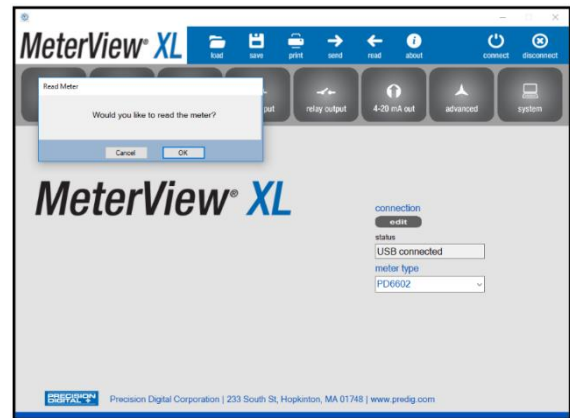 MeterView® XL
load save print send read about connect disconnect
Read Meter
Would you like to read the meter?
Cancel OK
put relay output 4-20 mA out advanced system
MeterView® XL
connection
edit
status
USB connected
meter type
PD6602
PRECISION DIGITAL Precision Digital Corporation | 233 South St, Hopkinton, MA 01748 | www.predig.com